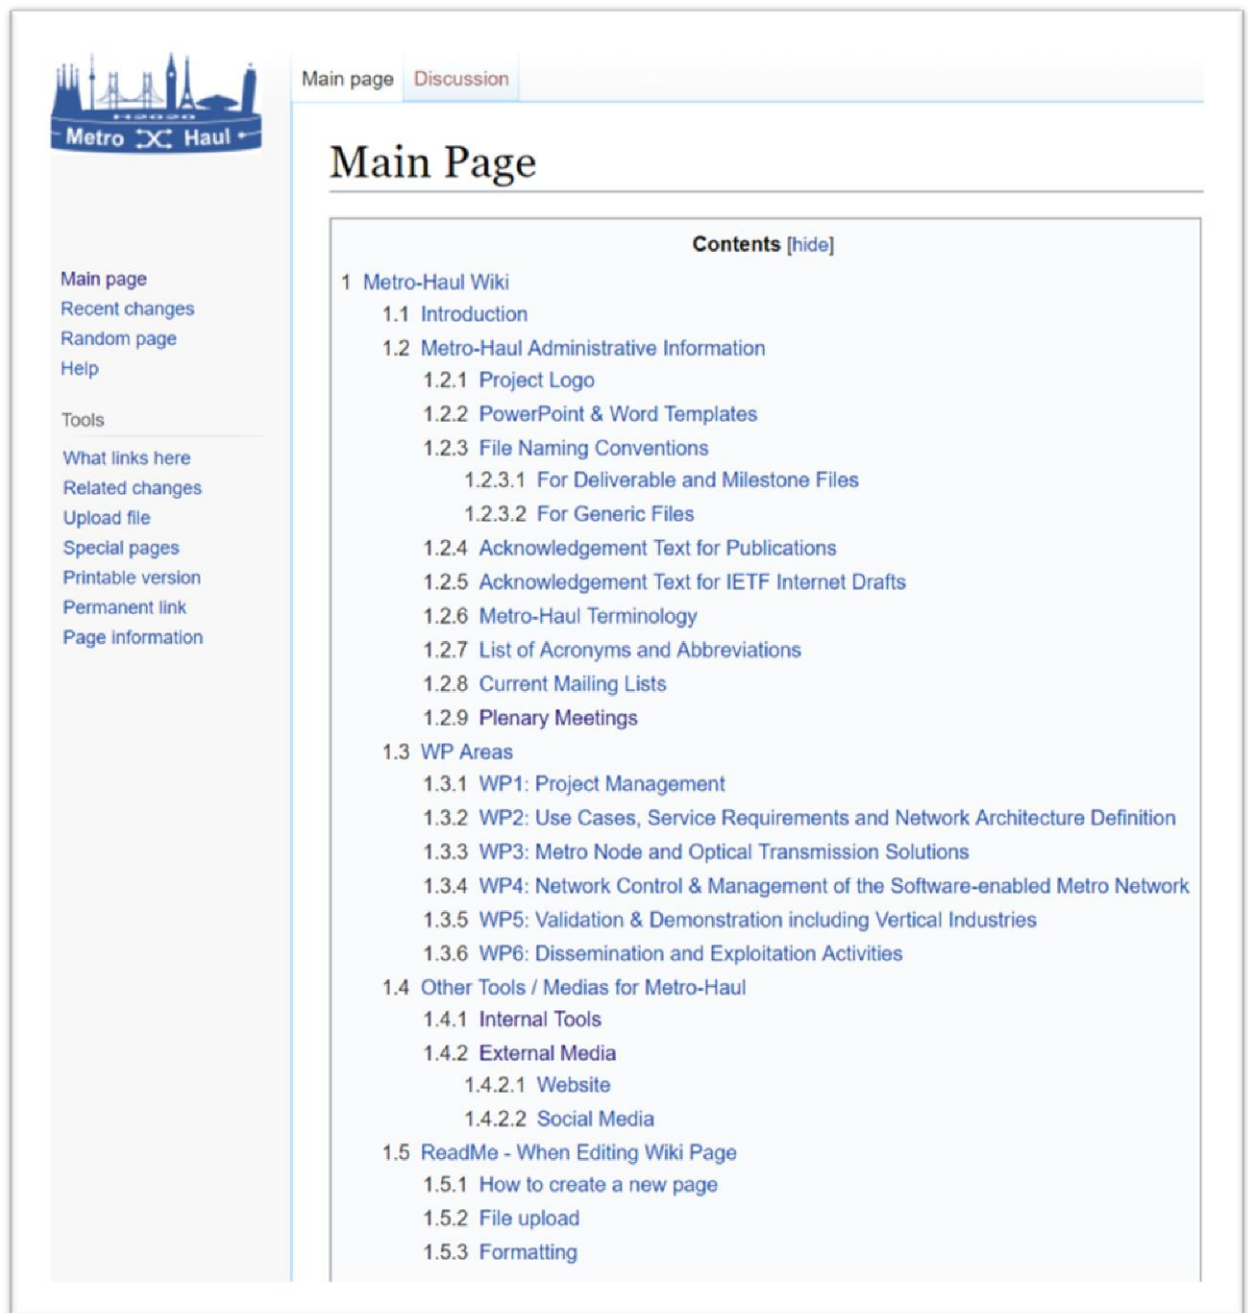 H2020
Metro Haul
Main page
Recent changes
Random page
Help
Tools
What links here
Related changes
Upload file
Special pages
Printable version
Permanent link
Page information
Main page Discussion
Main Page
Contents [hide]
1 Metro-Haul Wiki
1.1 Introduction
1.2 Metro-Haul Administrative Information
1.2.1 Project Logo
1.2.2 PowerPoint & Word Templates
1.2.3 File Naming Conventions
1.2.3.1 For Deliverable and Milestone Files
1.2.3.2 For Generic Files
1.2.4 Acknowledgement Text for Publications
1.2.5 Acknowledgement Text for IETF Internet Drafts
1.2.6 Metro-Haul Terminology
1.2.7 List of Acronyms and Abbreviations
1.2.8 Current Mailing Lists
1.2.9 Plenary Meetings
1.3 WP Areas
1.3.1 WP1: Project Management
1.3.2 WP2: Use Cases, Service Requirements and Network Architecture Definition
1.3.3 WP3: Metro Node and Optical Transmission Solutions
1.3.4 WP4: Network Control & Management of the Software-enabled Metro Network
1.3.5 WP5: Validation & Demonstration including Vertical Industries
1.3.6 WP6: Dissemination and Exploitation Activities
1.4 Other Tools / Medias for Metro-Haul
1.4.1 Internal Tools
1.4.2 External Media
1.4.2.1 Website
1.4.2.2 Social Media
1.5 ReadMe - When Editing Wiki Page
1.5.1 How to create a new page
1.5.2 File upload
1.5.3 Formatting